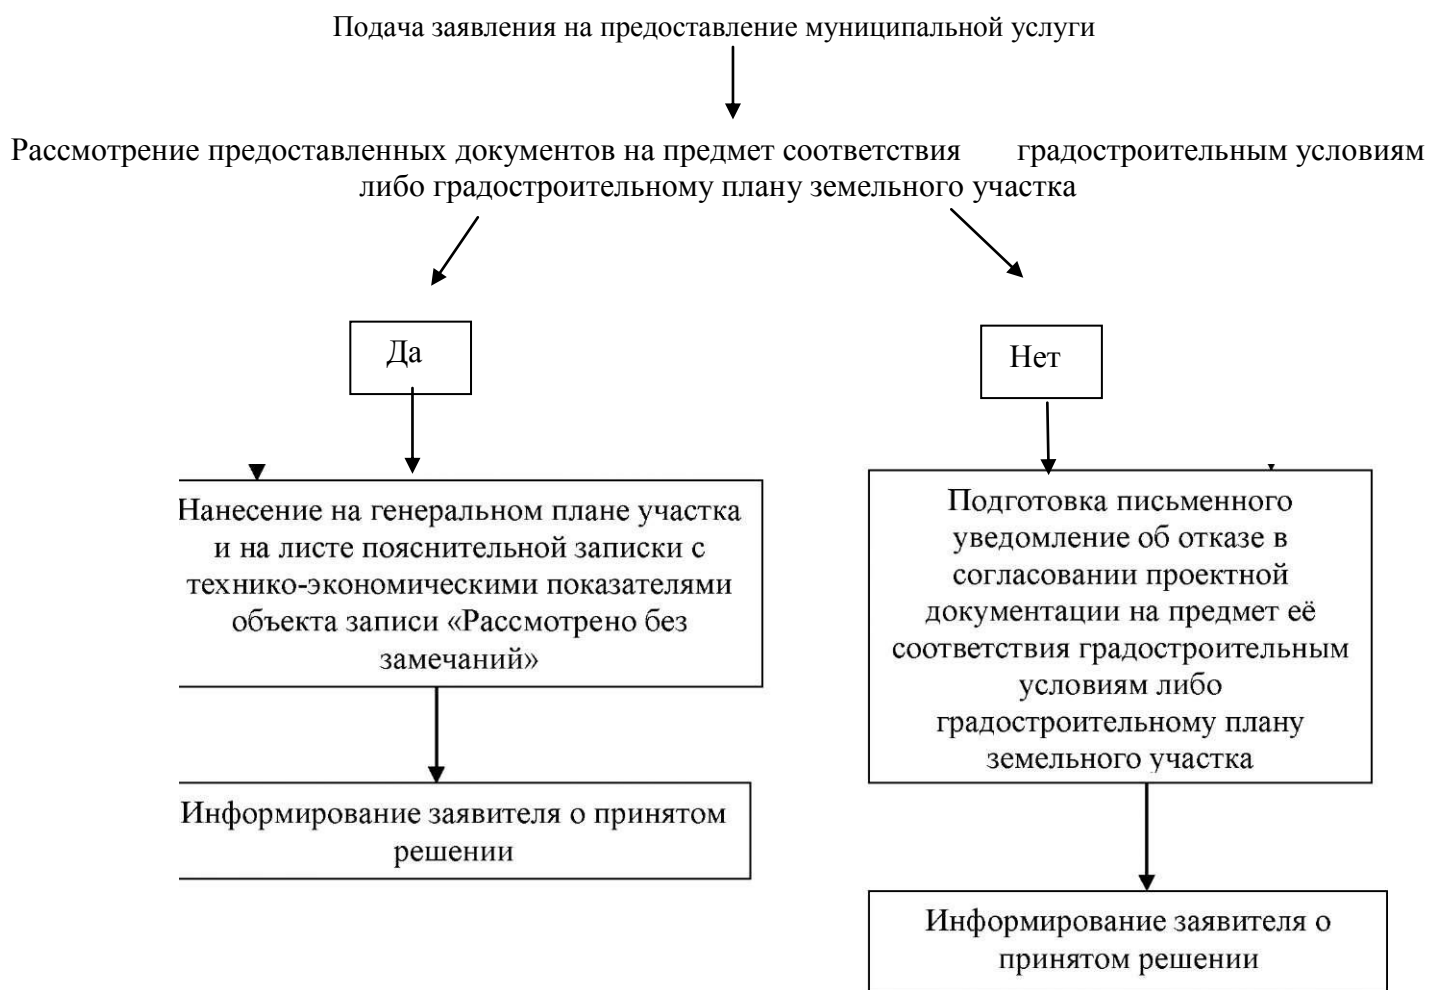 Подача заявления на предоставление муниципальной услуги
Рассмотрение предоставленных документов на предмет соответствия градостроительным условиям
либо градостроительному плану земельного участка
Да
Нет
Нанесение на генеральном плане участка
и на листе пояснительной записки с
технико-экономическими показателями
объекта записи «Рассмотрено без
замечаний»
Информирование заявителя о принятом
решении
Подготовка письменного
уведомление об отказе в
согласовании проектной
документации на предмет её
соответствия градостроительным
условиям либо
градостроительному плану
земельного участка
Информирование заявителя о
принятом решении